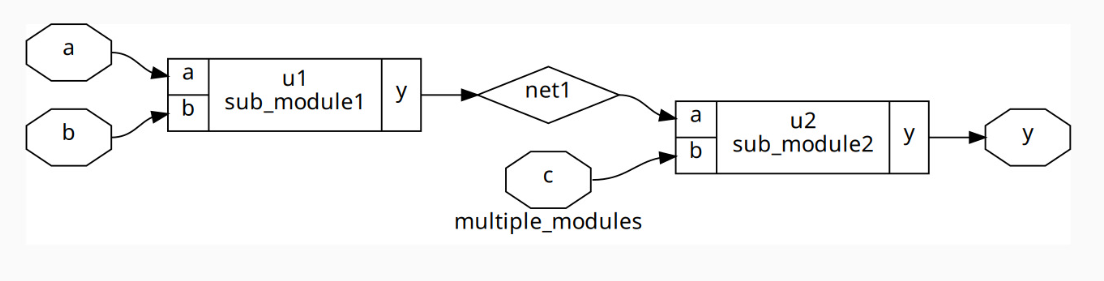 a
b
a
b
u1
sub_module1
y
net1
c
a
b
u2
sub_module2
y
y
multiple_modules